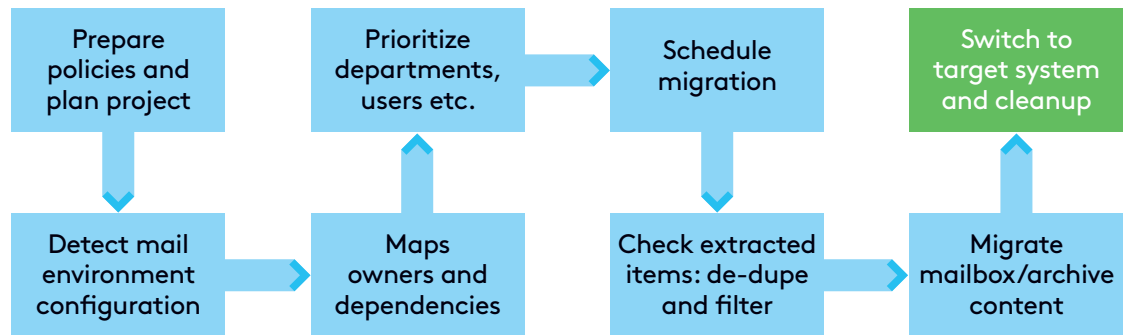 Prepare
policies and
plan project
Detect mail
environment
configuration
Maps
owners and
dependencies
Prioritize
departments,
users etc.
Schedule
migration
Check extracted
items: de-dupe
and filter
Migrate
mailbox/archive
content
Switch to
target system
and cleanup